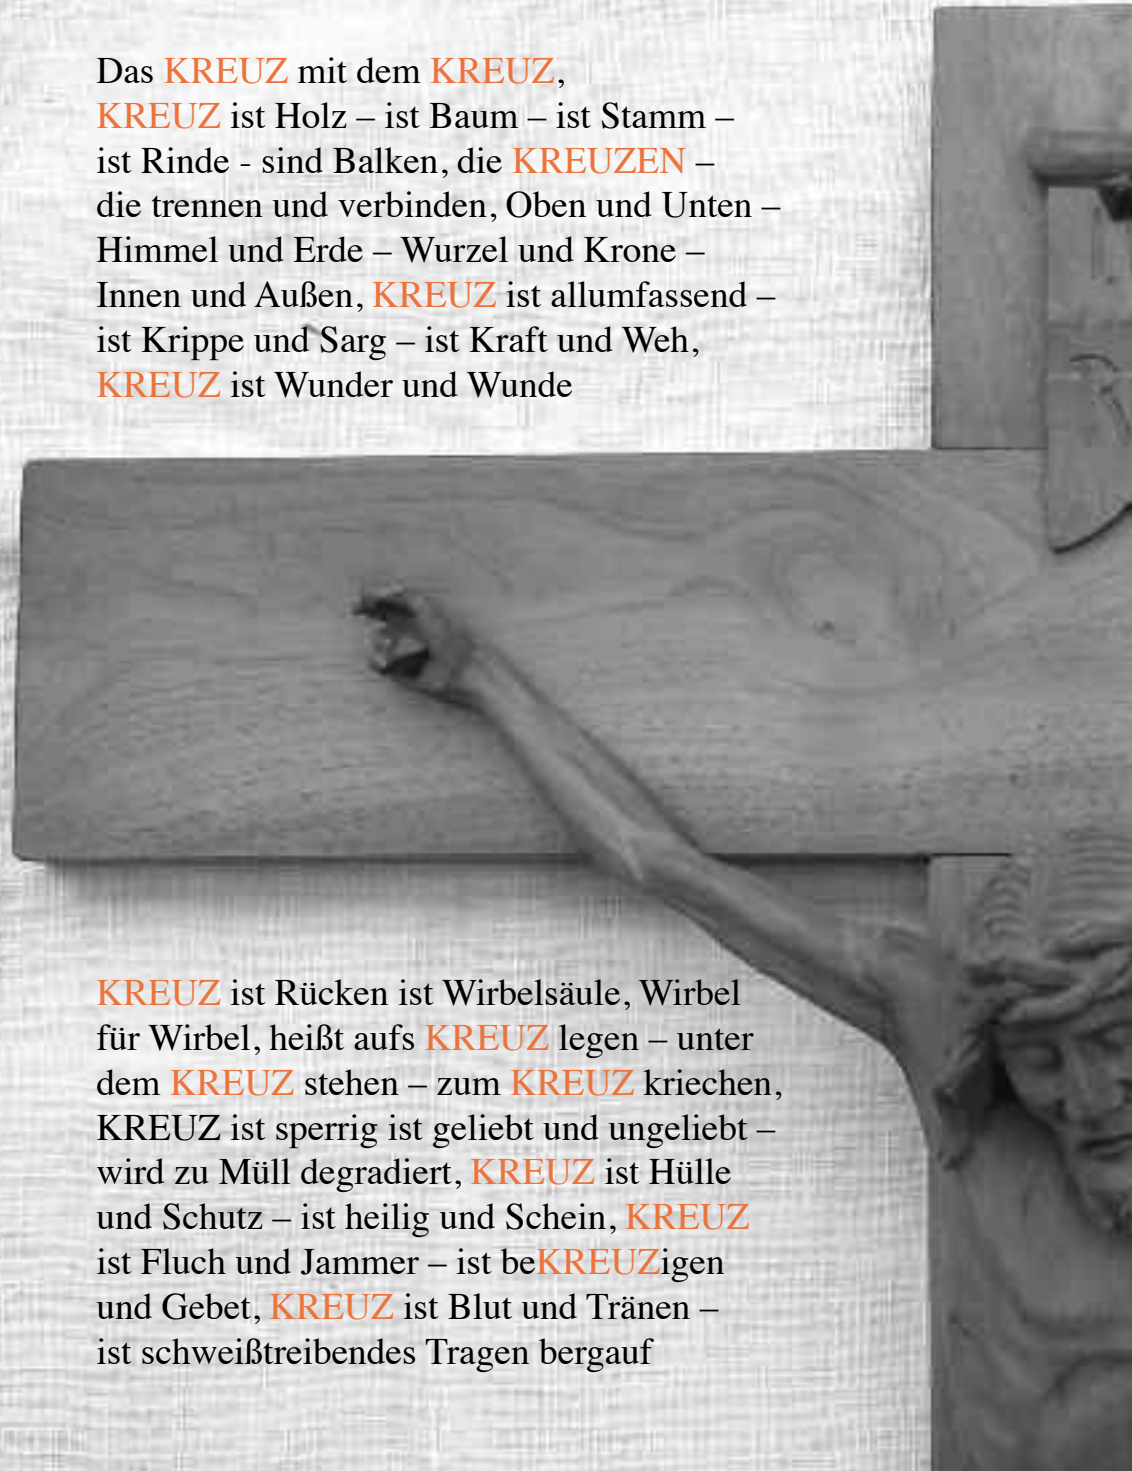 Das KREUZ mit dem KREUZ,
KREUZ ist Holz – ist Baum – ist Stamm –
ist Rinde - sind Balken, die KREUZEN –
die trennen und verbinden, Oben und Unten –
Himmel und Erde – Wurzel und Krone –
Innen und Außen, KREUZ ist allumfassend –
ist Krippe und Sarg – ist Kraft und Weh,
KREUZ ist Wunder und Wunde
KREUZ ist Rücken ist Wirbelsäule, Wirbel
für Wirbel, heißt aufs KREUZ legen – unter
dem KREUZ stehen – zum KREUZ kriechen,
KREUZ ist sperrig ist geliebt und ungeliebt –
wird zu Müll degradiert, KREUZ ist Hülle
und Schutz – ist heilig und Schein, KREUZ
ist Fluch und Jammer – ist beKREUZigen
und Gebet, KREUZ ist Blut und Tränen –
ist schweißtreibendes Tragen bergauf